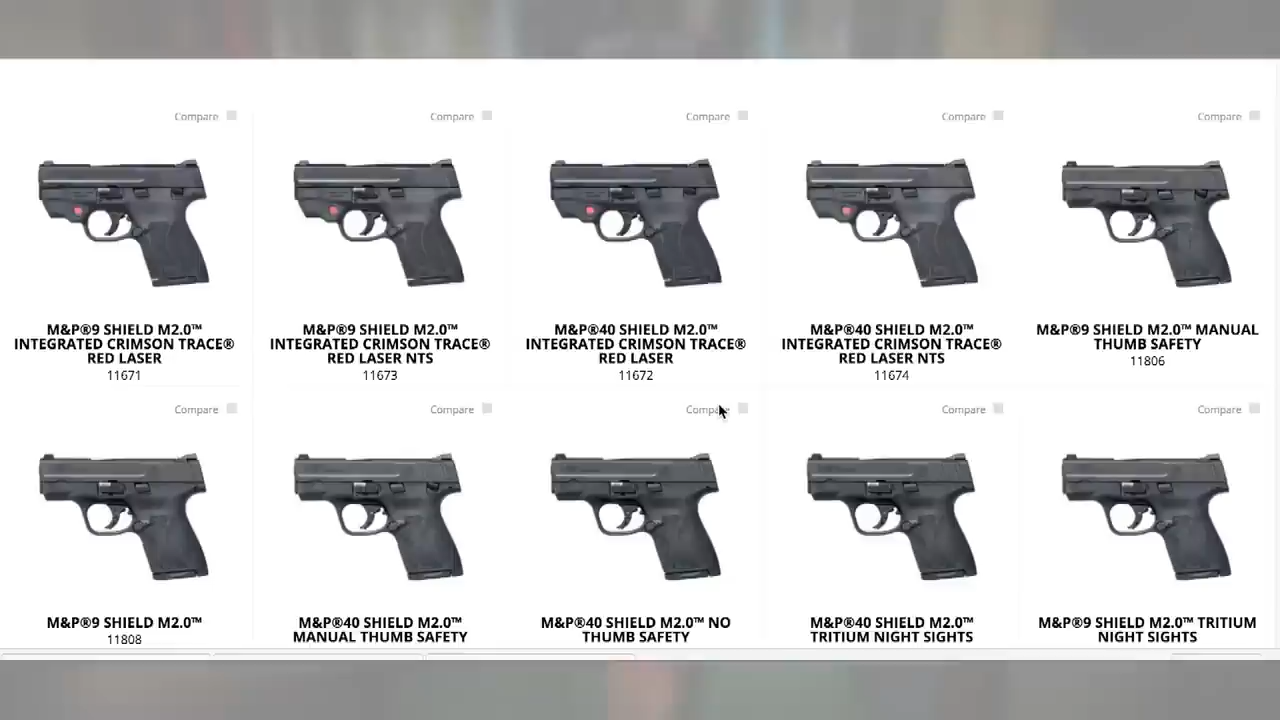 Compare
Compare
Compare
Compare
Compare
M&P®9 SHIELD M2.0™
INTEGRATED CRIMSON TRACE®
RED LASER
11671
M&P®9 SHIELD M2.0™
INTEGRATED CRIMSON TRACE®
RED LASER NTS
11673
M&P®40 SHIELD M2.0™
INTEGRATED CRIMSON TRACE®
RED LASER
11672
M&P®40 SHIELD M2.0™
INTEGRATED CRIMSON TRACE®
RED LASER NTS
11674
M&P®9 SHIELD M2.0™ MANUAL
THUMB SAFETY
11806
Compare
Compare
Compare
Compare
Compare
M&P®9 SHIELD M2.0™
11808
M&P®40 SHIELD M2.0™
MANUAL THUMB SAFETY
M&P®40 SHIELD M2.0™ NO
THUMB SAFETY
M&P®40 SHIELD M2.0™
TRITIUM NIGHT SIGHTS
M&P®9 SHIELD M2.0™ TRITIUM
NIGHT SIGHTS